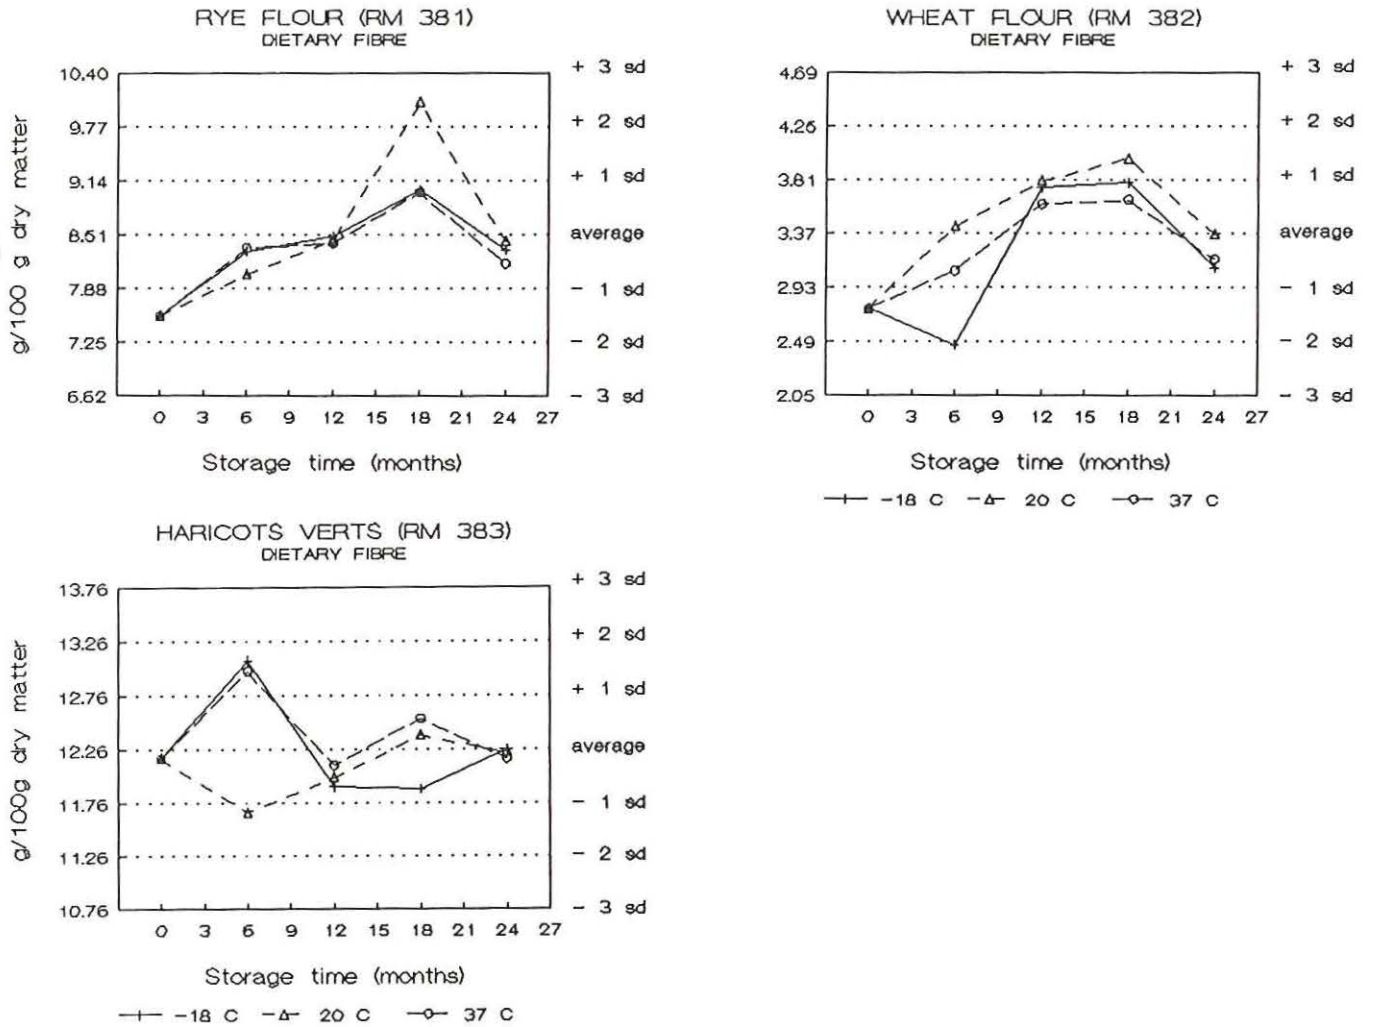 RYE FLOUR (RM 381)
DIETARY FIBRE
g/100 g dry matter
10.40
9.77
9.14
8.51
7.88
7.25
6.62
+ 3 sd
+ 2 sd
+ 1 sd
average
- 1 sd
- 2 sd
- 3 sd
0 3 6 9 12 15 18 21 24 27
Storage time (months)
WHEAT FLOUR (RM 382)
DIETARY FIBRE
4.69
4.25
3.81
3.37
2.93
2.49
2.05
+ 3 sd
+ 2 sd
+ 1 sd
average
- 1 sd
- 2 sd
- 3 sd
0 3 6 9 12 15 18 21 24 27
Storage time (months)
-18 C 20 C 37 C
HARICOTS VERTS (RM 383)
DIETARY FIBRE
g/100g dry matter
13.76
13.26
12.76
12.26
11.76
11.26
10.76
+ 3 sd
+ 2 sd
+ 1 sd
average
- 1 sd
- 2 sd
- 3 sd
0 3 6 9 12 15 18 21 24 27
Storage time (months)
-18 C 20 C 37 C